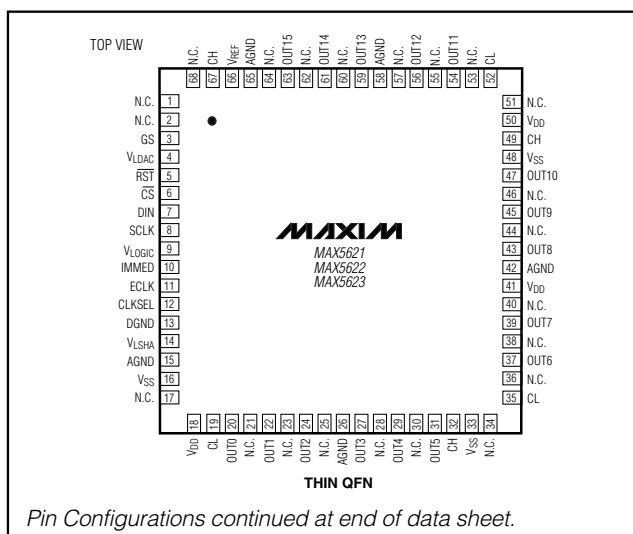 TOP VIEW
N.C. CH VREF AGND N.C. OUT15 N.C. OUT14 N.C. OUT13 AGND N.C. OUT12 N.C. OUT11 N.C. CL
68 67 66 65 64 63 62 61 60 59 58 57 56 55 54 53 52
N.C. 1 51 N.C.
N.C. 2 50 VDD
GS 3 49 CH
VLDAC 4 48 VSS
RST 5 47 OUT10
CS 6 46 N.C.
DIN 7 45 OUT9
SCLK 8 44 N.C.
VLOGIC 9 43 OUT8
IMMED 10 42 AGND
ECLK 11 41 VDD
CLKSEL 12 40 N.C.
DGND 13 39 OUT7
VLSHA 14 38 N.C.
AGND 15 37 OUT6
VSS 16 36 N.C.
N.C. 17 35 CL
MAXIM
MAX5621
MAX5622
MAX5623
18 19 20 21 22 23 24 25 26 27 28 29 30 31 32 33 34
VDD CL OUT0 N.C. OUT1 N.C. OUT2 N.C. AGND OUT3 N.C. OUT4 N.C. OUT5 CH VSS N.C.
THIN QFN
Pin Configurations continued at end of data sheet.